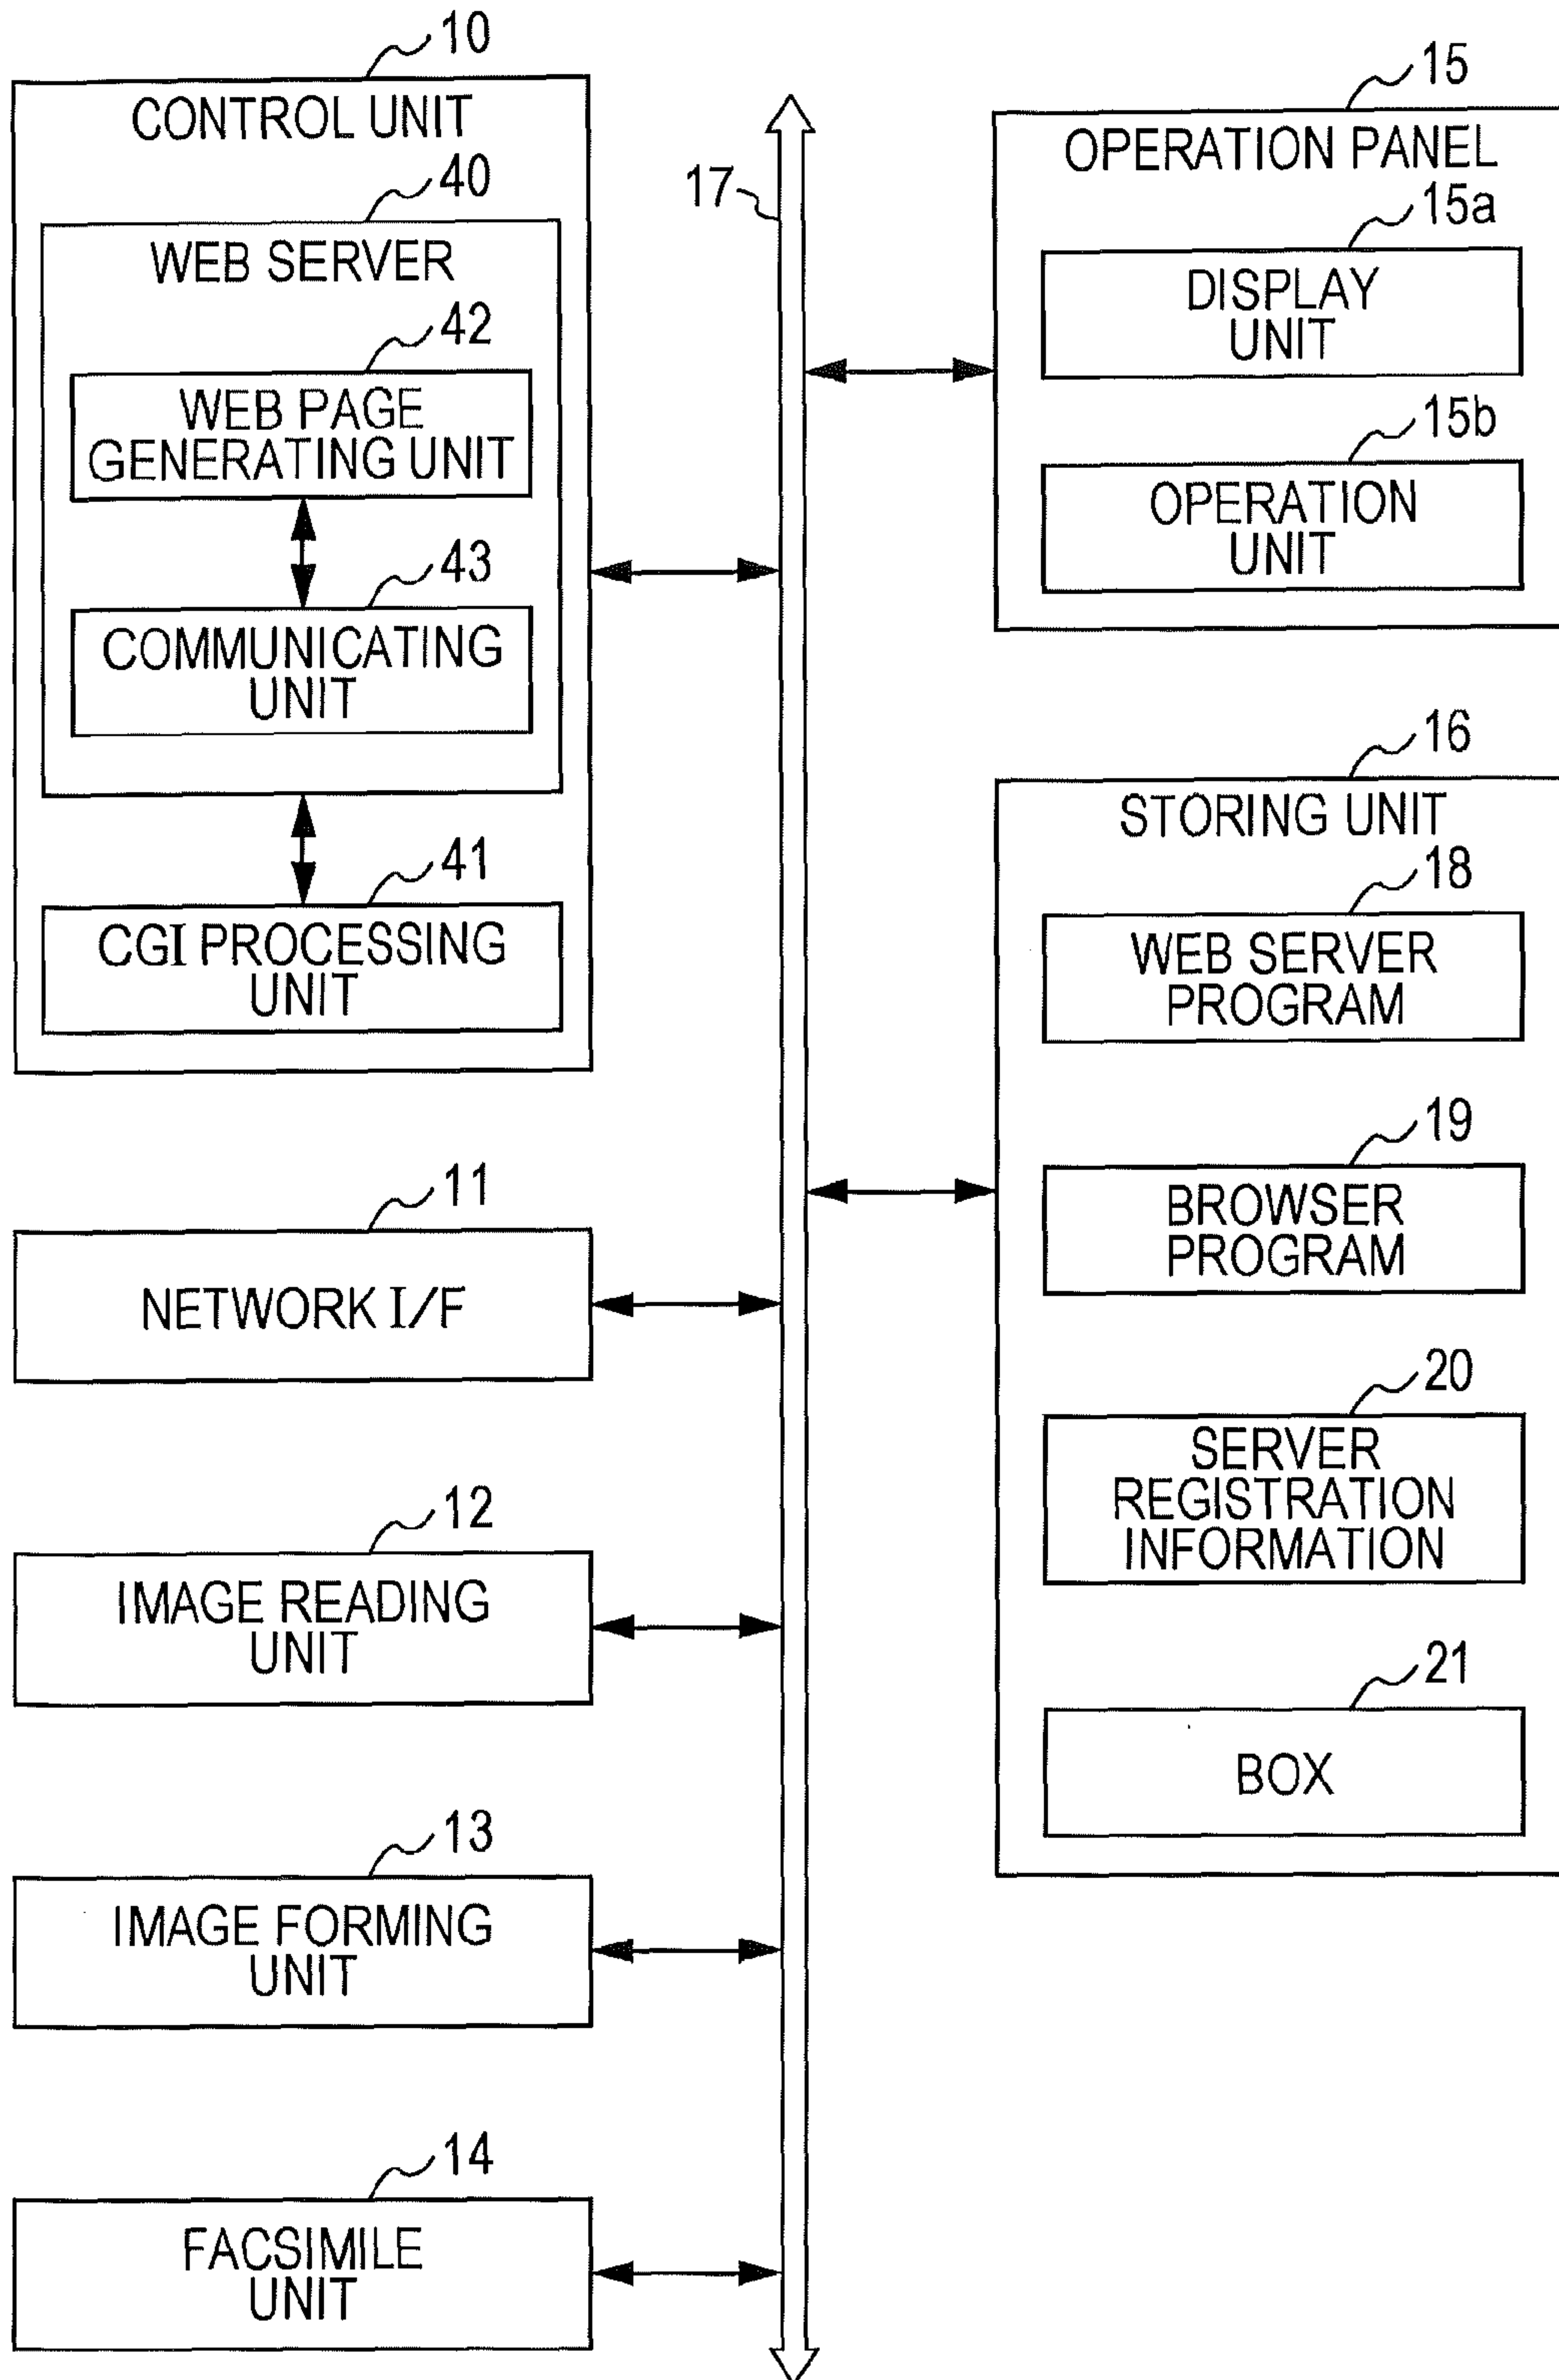 10
CONTROL UNIT
40
WEB SERVER
42
WEB PAGE
GENERATING UNIT
43
COMMUNICATING
UNIT
41
CGI PROCESSING
UNIT
11
NETWORK I/F
12
IMAGE READING
UNIT
13
IMAGE FORMING
UNIT
14
FACSIMILE
UNIT
17
15
OPERATION PANEL
15a
DISPLAY
UNIT
15b
OPERATION
UNIT
16
STORING UNIT
18
WEB SERVER
PROGRAM
19
BROWSER
PROGRAM
20
SERVER
REGISTRATION
INFORMATION
21
BOX